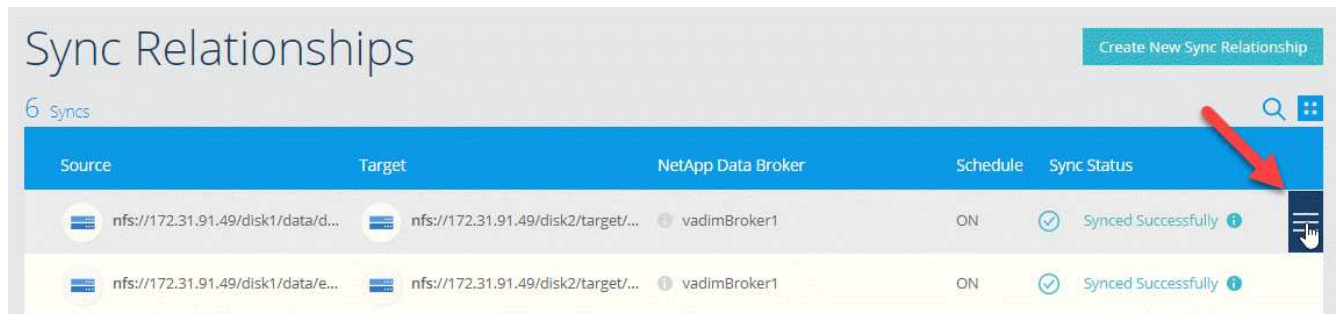 Sync Relationships
Create New Sync Relationship
6 Syncs
Source Target NetApp Data Broker Schedule Sync Status
nfs://172.31.91.49/disk1/data/d... nfs://172.31.91.49/disk2/target/... vadimBroker1 ON Synced Successfully
nfs://172.31.91.49/disk1/data/e... nfs://172.31.91.49/disk2/target/... vadimBroker1 ON Synced Successfully